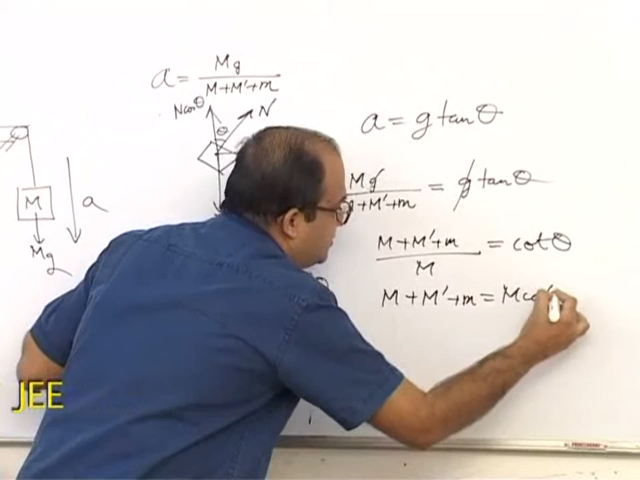 a = Mg / M+M'+m
Ncosθ
N
θ
a = g tanθ
M
a
Mg
Mg / +M'+m = g tanθ
M+M'+m / M = cotθ
M+M'+m = Mco
JEE